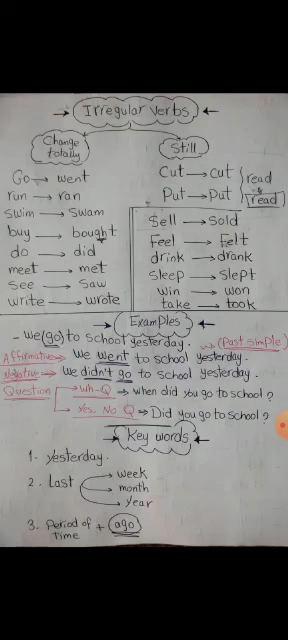 Irregular verbs
Change totally
Still
Go → went
run → ran
swim → swam
buy → bought
do → did
meet → met
see → saw
write → wrote
Cut → cut
Put → Put
read
read
Sell → sold
Feel → Felt
drink → drank
sleep → slept
win → won
take → took
Examples
- We (go) to school yesterday. (Past simple)
Affirmative → We went to school yesterday.
Negative → We didn't go to school yesterday.
Question → Wh-Q → When did you go to school?
→ Yes. No Q → Did you go to school?
Key words
1. Yesterday.
2. Last → week
→ month
→ Year
3. Period of time + ago